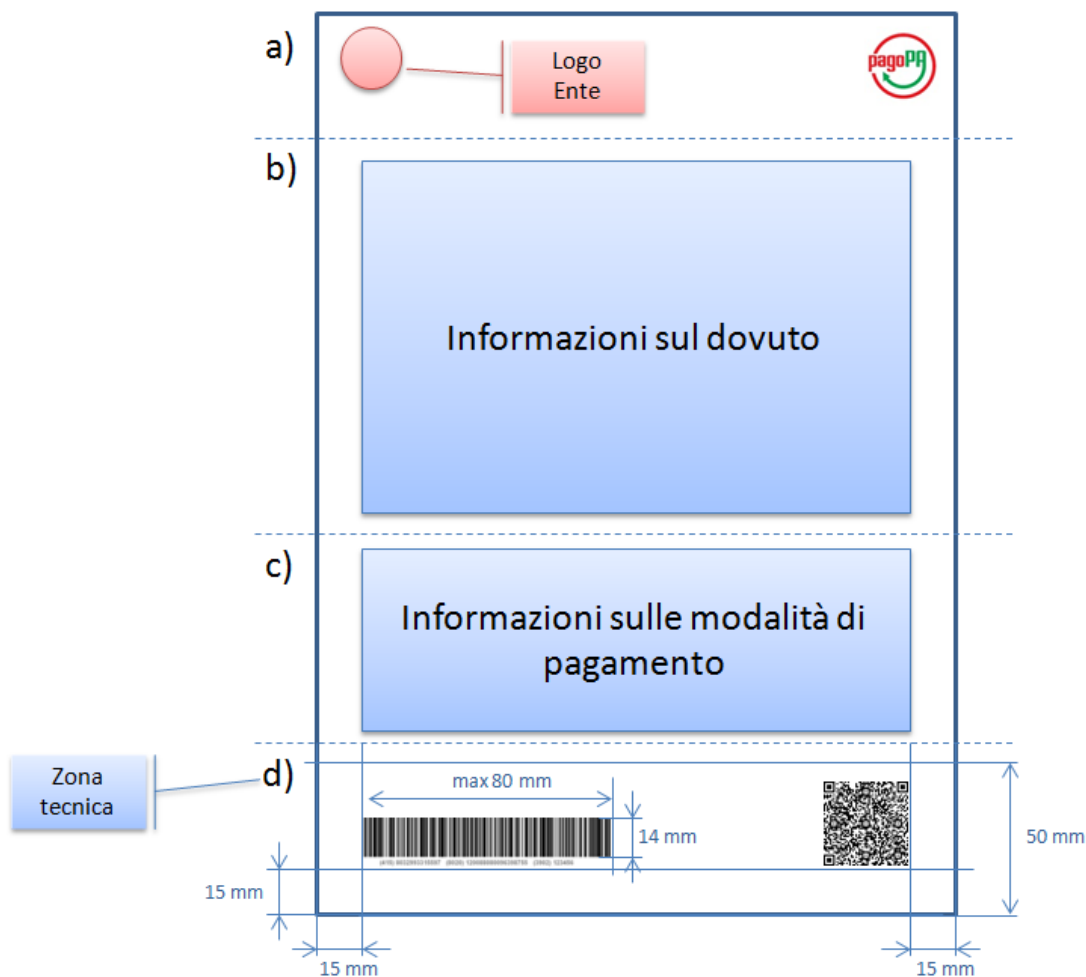 a)
Logo
Ente
pagoPA
b)
Informazioni sul dovuto
c)
Informazioni sulle modalità di
pagamento
Zona
tecnica
d)
max 80 mm
14 mm
50 mm
15 mm
15 mm
15 mm